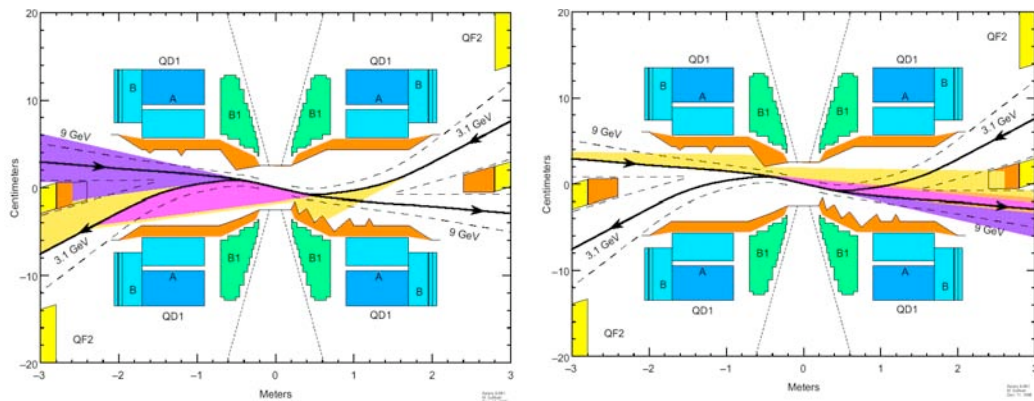 20
10
0
−10
−20
Centimeters
−3
−2
−1
0
1
2
3
Meters
QF2
QD1
QD1
B
A
B1
B1
A
B
9 GeV
3.1 GeV
3.1 GeV
9 GeV
B
A
B1
B1
A
B
QD1
QD1
QF2
20
10
0
−10
−20
Centimeters
−3
−2
−1
0
1
2
3
Meters
QF2
QD1
QD1
B
A
B1
B1
A
B
9 GeV
3.1 GeV
3.1 GeV
9 GeV
B
A
B1
B1
A
B
QD1
QD1
QF2